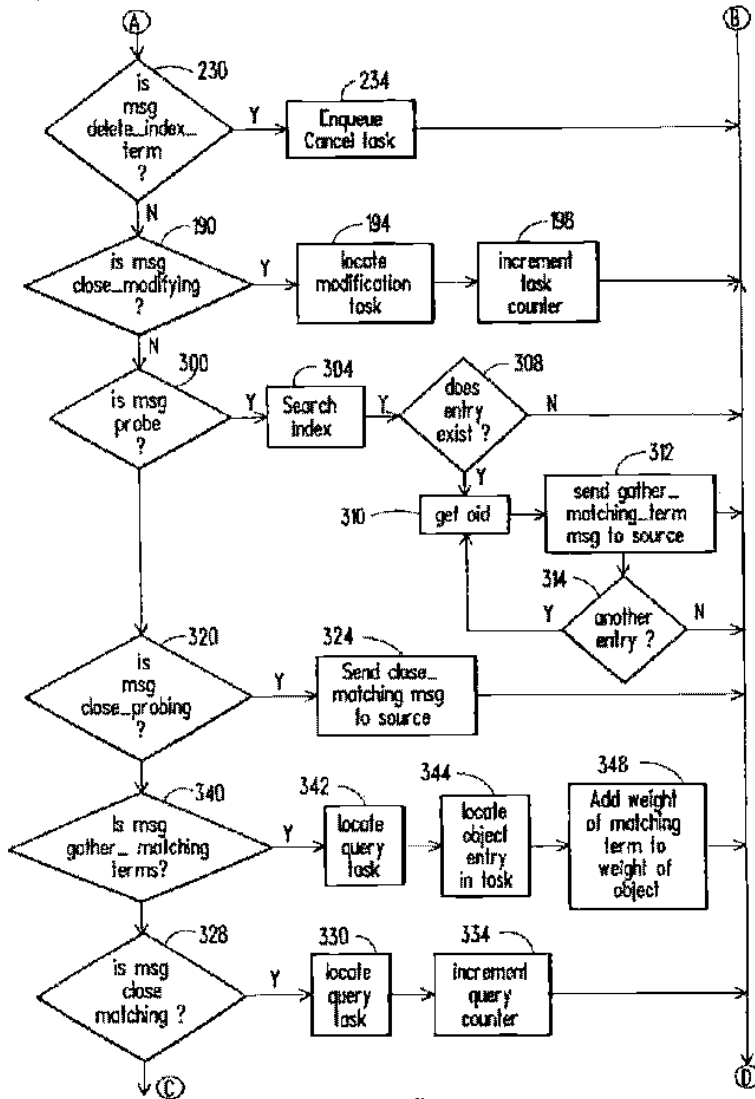 A
B
230
is
msg
delete_index_
term
?
Y
234
Enqueue
Cancel task
N
190
is msg
close_modifying
?
Y
194
locate
modification
task
198
increment
task
counter
N
300
is msg
probe
?
Y
304
Search
index
Y
308
does
entry
exist ?
N
Y
310
get oid
312
send gather_
matching_term
msg to source
314
another
entry ?
Y
N
320
is
msg
close_probing
?
Y
324
Send close_
matching msg
to source
340
Is msg
gather_ matching
terms?
Y
342
locate
query
task
344
locate
object
entry
in task
348
Add weight
of matching
term to
weight of
object
328
is msg
close
matching ?
Y
330
locate
query
task
334
increment
query
counter
C
D